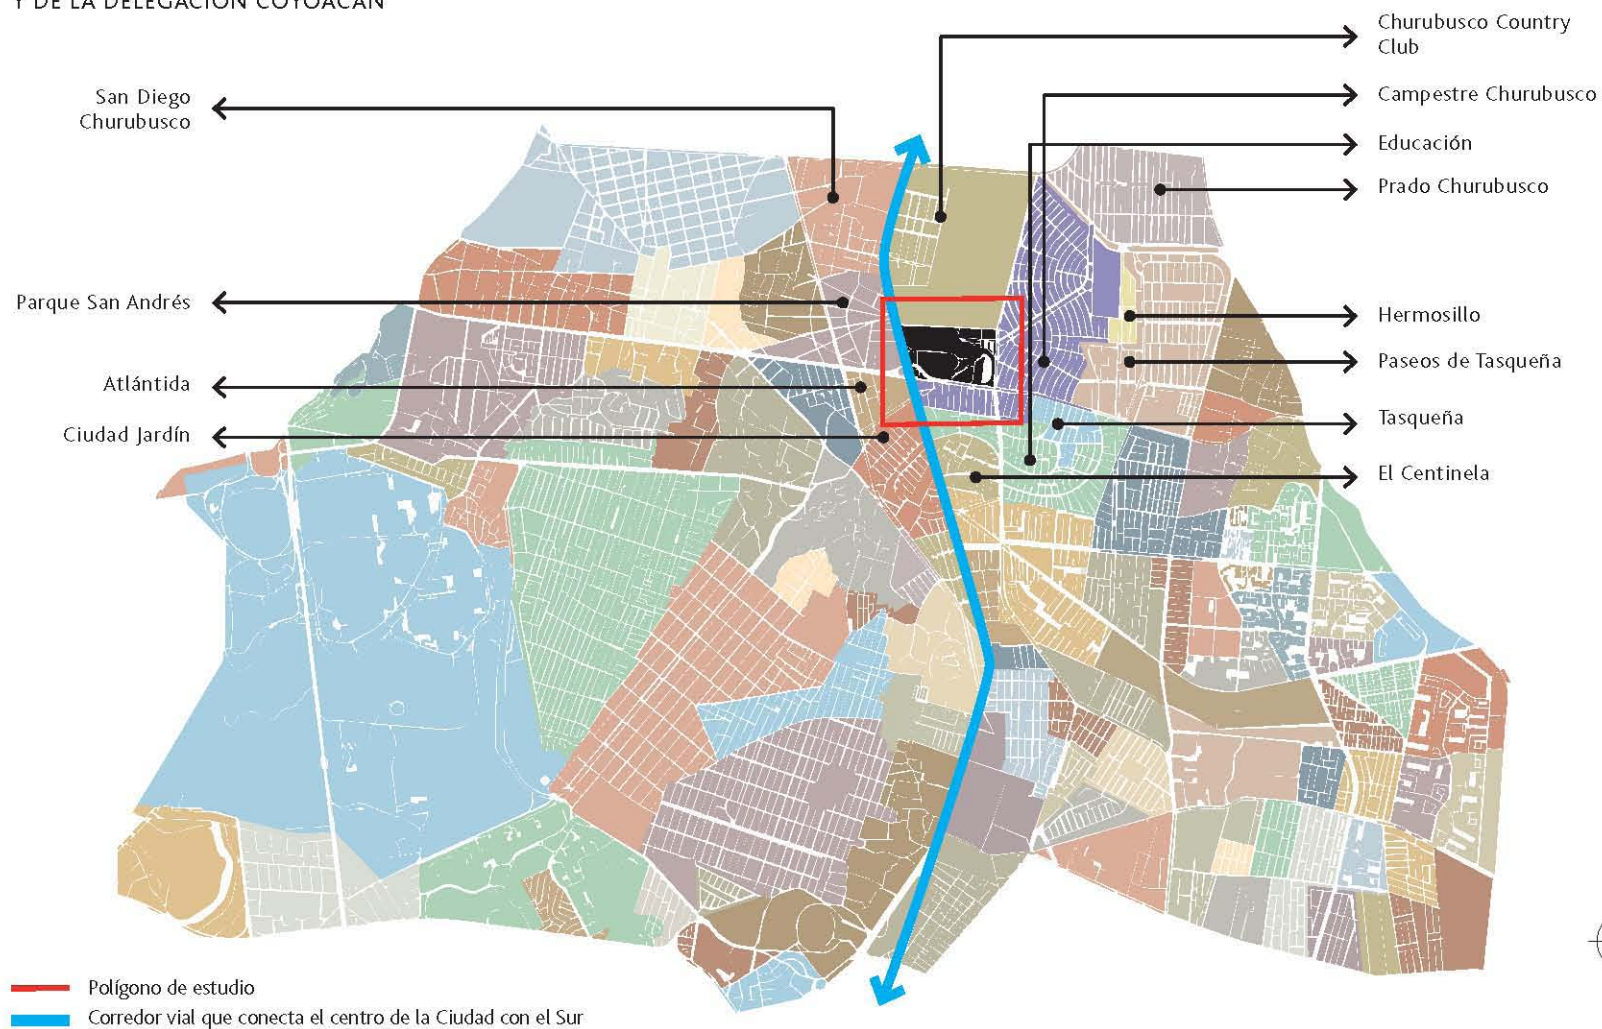 Y DE LA DELEGACIÓN COYOACÁN
Churubusco Country
Club
San Diego
Churubusco
Campestre Churubusco
Educación
Prado Churubusco
Parque San Andrés
Hermosillo
Paseos de Tasqueña
Atlántida
Tasqueña
Ciudad Jardín
El Centinela
Polígono de estudio
Corredor vial que conecta el centro de la Ciudad con el Sur